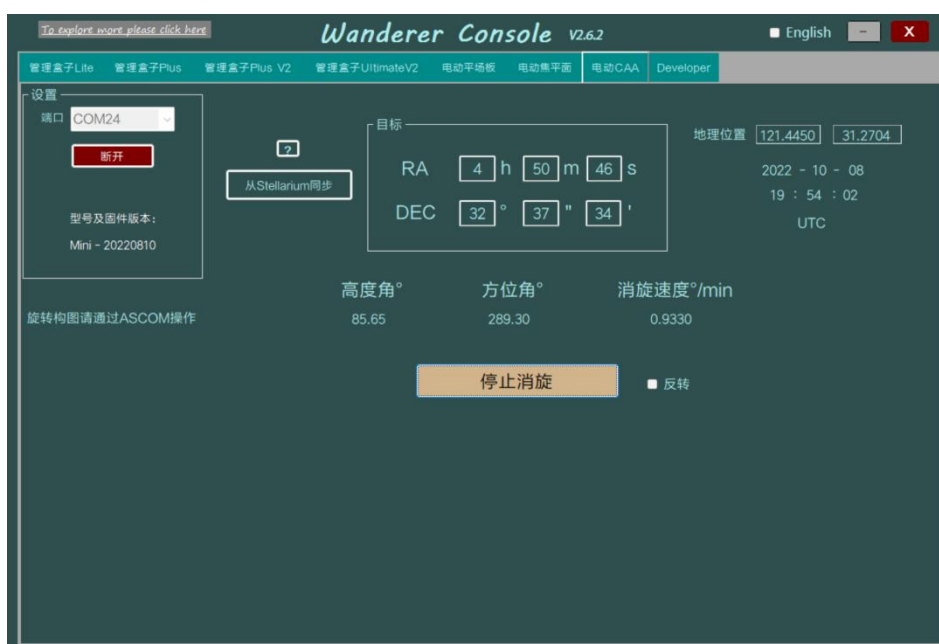 To explore more please click here
Wanderer Console V2.6.2
English
-
X
管理盒子Lite 管理盒子Plus 管理盒子Plus V2 管理盒子UltimateV2 电动平场板 电动焦平面 电动CAA Developer
设置
端口 COM24
断开
型号及固件版本：
Mini - 20220810
?
从Stellarium同步
目标
RA 4 h 50 m 46 s
DEC 32 ° 37 " 34 '
地理位置 121.4450 31.2704
2022 - 10 - 08
19 : 54 : 02
UTC
高度角° 方位角° 消旋速度°/min
旋转构图请通过ASCOM操作
85.65 289.30 0.9330
停止消旋
反转